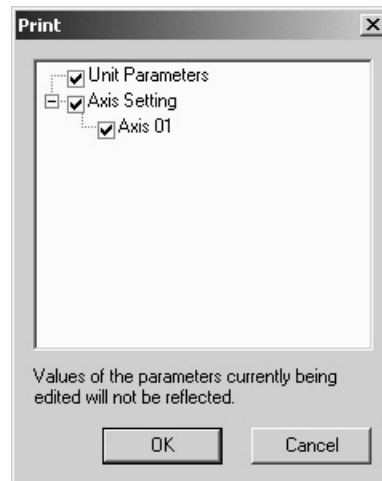 Print
Unit Parameters
Axis Setting
Axis 01
Values of the parameters currently being
edited will not be reflected.
OK
Cancel